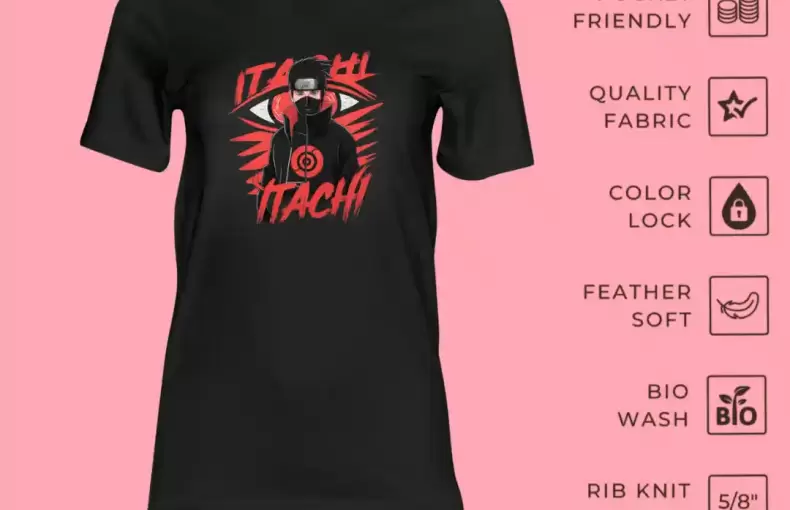 ITACHI
ITACHI
FRIENDLY
QUALITY
FABRIC
COLOR
LOCK
FEATHER
SOFT
BIO
WASH
BIO
RIB KNIT
5/8"